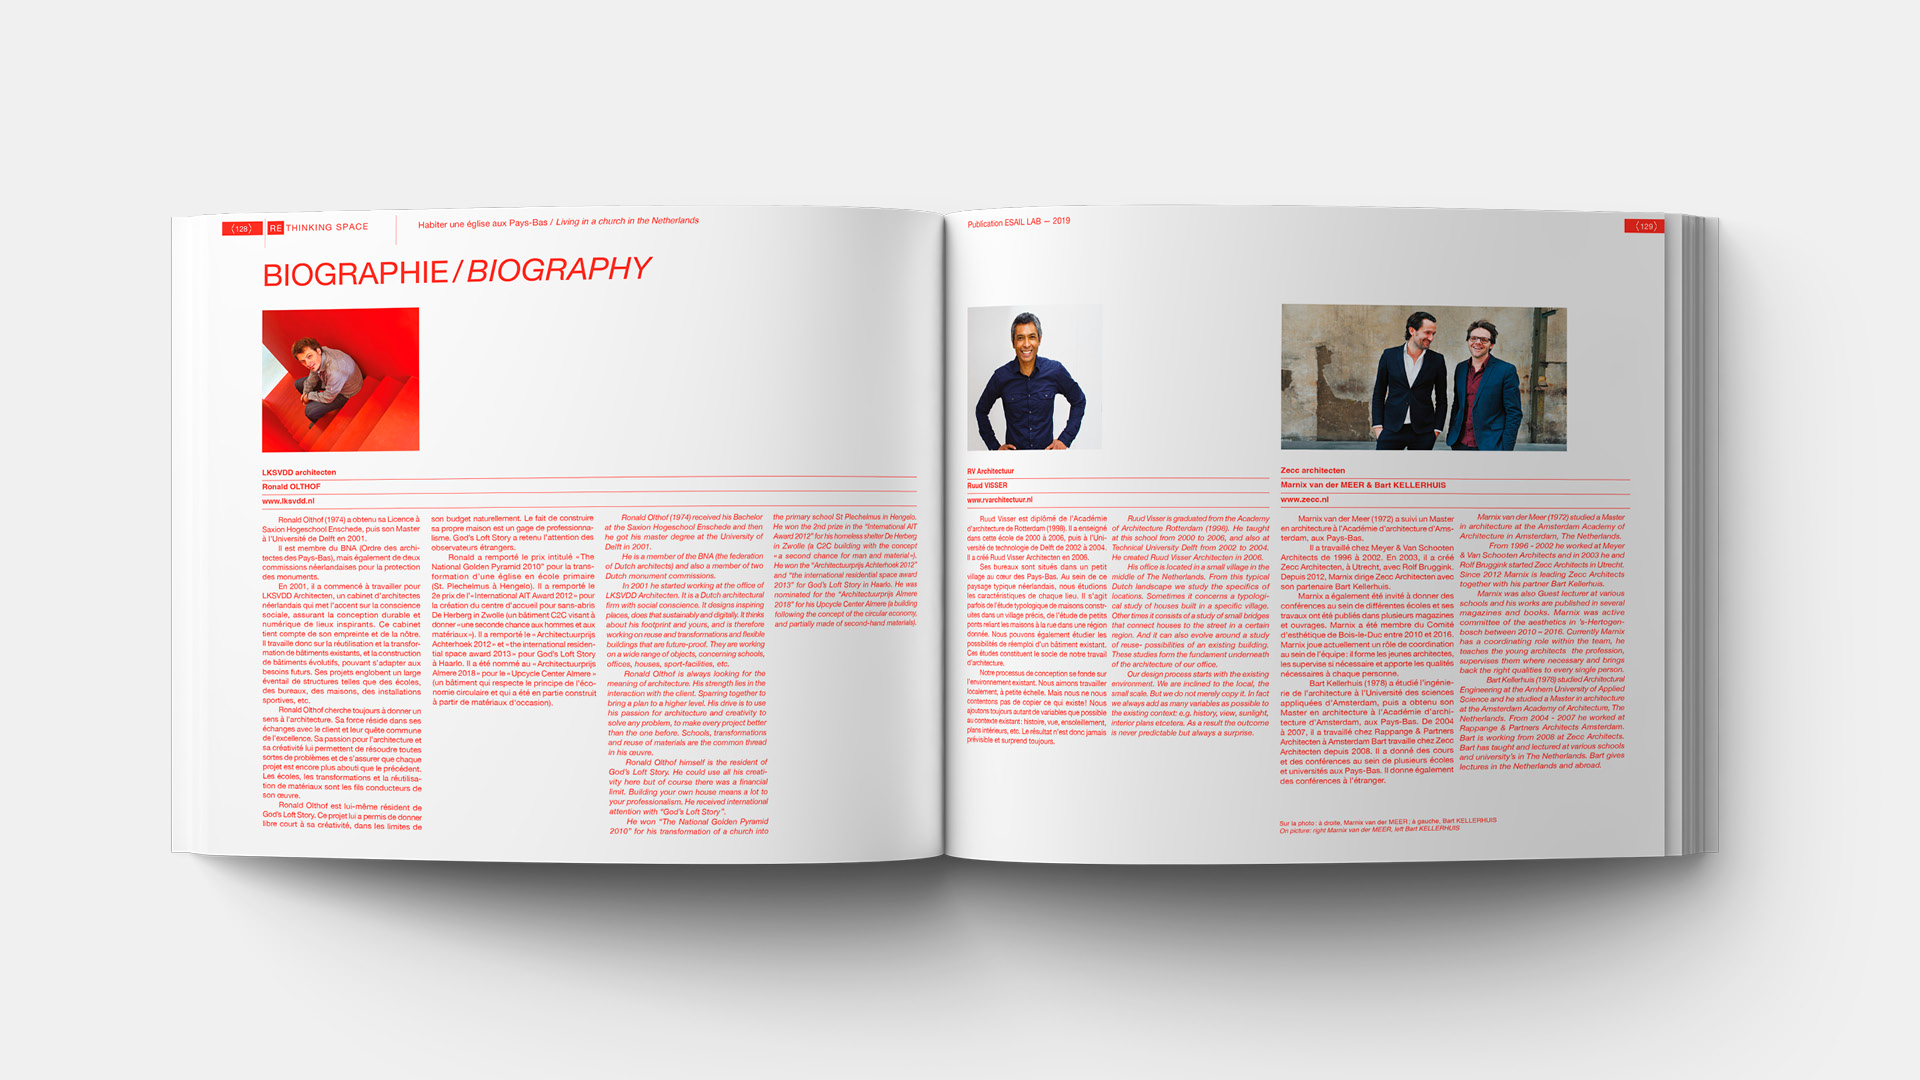 (128)
RE THINKING SPACE
Habiter une église aux Pays-Bas / Living in a church in the Netherlands
BIOGRAPHIE / BIOGRAPHY
LKSVDD architecten
Ronald OLTHOF
www.lksvdd.nl
Ronald Olthof (1974) a obtenu sa Licence à
Saxion Hogeschool Enschede, puis son Master
à l'Université de Delft en 2001.
Il est membre du BNA (Ordre des archi-
tectes des Pays-Bas), mais également de deux
commissions néerlandaises pour la protection
des monuments.
En 2001, il a commencé à travailler pour
LKSVDD Architecten, un cabinet d'architectes
néerlandais qui met l'accent sur la conscience
sociale, assurant la conception durable et
numérique de lieux inspirants. Ce cabinet
tient compte de son empreinte et de la nôtre.
Il travaille donc sur la réutilisation et la transfor-
mation de bâtiments existants, et la construction
de bâtiments évolutifs, pouvant s'adapter aux
besoins futurs. Ses projets englobent un large
éventail de structures telles que des écoles,
des bureaux, des maisons, des installations
sportives, etc.
Ronald Olthof cherche toujours à donner un
sens à l'architecture. Sa force réside dans ses
échanges avec le client et leur quête commune
de l'excellence. Sa passion pour l'architecture et
sa créativité lui permettent de résoudre toutes
sortes de problèmes et de s'assurer que chaque
projet est encore plus abouti que le précédent.
Les écoles, les transformations et la réutilisa-
tion de matériaux sont les fils conducteurs de
son œuvre.
Ronald Olthof est lui-même résident de
God's Loft Story. Ce projet lui a permis de donner
libre court à sa créativité, dans les limites de
son budget naturellement. Le fait de construire
sa propre maison est un gage de professionna-
lisme. God's Loft Story a retenu l'attention des
observateurs étrangers.
Ronald a remporté le prix intitulé «The
National Golden Pyramid 2010" pour la trans-
formation d'une église en école primaire
(St. Plechelmus à Hengelo). Il a remporté le
2e prix de l'«International AIT Award 2012» pour
la création du centre d'accueil pour sans-abris
De Herberg in Zwolle (un bâtiment C2C visant à
donner «une seconde chance aux hommes et aux
matériaux»). Il a remporté le «Architectuurprijs
Achterhoek 2012» et «the international residen-
tial space award 2013» pour God's Loft Story
à Haarlo. Il a été nommé au «Architectuurprijs
Almere 2018» pour le «Upcycle Center Almere»
(un bâtiment qui respecte le principe de l'éco-
nomie circulaire et qui a été en partie construit
à partir de matériaux d'occasion).
Ronald Olthof (1974) received his Bachelor
at the Saxion Hogeschool Enschede and then
he got his master degree at the University of
Delft in 2001.
He is a member of the BNA (the federation
of Dutch architects) and also a member of two
Dutch monument commissions.
In 2001 he started working at the office of
LKSVDD Architecten. It is a Dutch architectural
firm with social conscience. It designs inspiring
places, does that sustainably and digitally. It thinks
about his footprint and yours, and is therefore
working on reuse and transformations and flexible
buildings that are future-proof. They are working
on a wide range of objects, concerning schools,
offices, houses, sport-facilities, etc.
Ronald Olthof is always looking for the
meaning of architecture. His strength lies in the
interaction with the client. Sparring together to
bring a plan to a higher level. His drive is to use
his passion for architecture and creativity to
solve any problem, to make every project better
than the one before. Schools, transformations
and reuse of materials are the common thread
in his œuvre.
Ronald Olthof himself is the resident of
God's Loft Story. He could use all his creati-
vity here but of course there was a financial
limit. Building your own house means a lot to
your professionalism. He received international
attention with "God's Loft Story".
He won "The National Golden Pyramid
2010" for his transformation of a church into
the primary school St Plechelmus in Hengelo.
He won the 2nd prize in the "International AIT
Award 2012" for his homeless shelter De Herberg
in Zwolle (a C2C building with the concept
«a second chance for man and material»).
He won the "Architectuurprijs Achterhoek 2012"
and "the international residential space award
2013" for God's Loft Story in Haarlo. He was
nominated for the "Architectuurprijs Almere
2018" for his Upcycle Center Almere (a building
following the concept of the circular economy,
and partially made of second-hand materials).
Publication ESAIL LAB — 2019
(129)
RV Architectuur
Ruud VISSER
www.rvarchitectuur.nl
Ruud Visser est diplômé de l'Académie
d'architecture de Rotterdam (1998). Il a enseigné
dans cette école de 2000 à 2006, puis à l'Uni-
versité de technologie de Delft de 2002 à 2004.
Il a créé Ruud Visser Architecten en 2006.
Ses bureaux sont situés dans un petit
village au cœur des Pays-Bas. Au sein de ce
paysage typique néerlandais, nous étudions
les caractéristiques de chaque lieu. Il s'agit
parfois de l'étude typologique de maisons constr-
uites dans un village précis, de l'étude de petits
ponts reliant les maisons à la rue dans une région
donnée. Nous pouvons également étudier les
possibilités de réemploi d'un bâtiment existant.
Ces études constituent le socle de notre travail
d'architecture.
Notre processus de conception se fonde sur
l'environnement existant. Nous aimons travailler
localement, à petite échelle. Mais nous ne nous
contentons pas de copier ce qui existe! Nous
ajoutons toujours autant de variables que possible
au contexte existant: histoire, vue, ensoleillement,
plans intérieurs, etc. Le résultat n'est donc jamais
prévisible et surprend toujours.
Ruud Visser is graduated from the Academy
of Architecture Rotterdam (1998). He taught
at this school from 2000 to 2006, and also at
Technical University Delft from 2002 to 2004.
He created Ruud Visser Architecten in 2006.
His office is located in a small village in the
middle of The Netherlands. From this typical
Dutch landscape we study the specifics of
locations. Sometimes it concerns a typologi-
cal study of houses built in a specific village.
Other times it consists of a study of small bridges
that connect houses to the street in a certain
region. And it can also evolve around a study
of reuse- possibilities of an existing building.
These studies form the fundament underneath
of the architecture of our office.
Our design process starts with the existing
environment. We are inclined to the local, the
small scale. But we do not merely copy it. In fact
we always add as many variables as possible to
the existing context: e.g. history, view, sunlight,
interior plans etcetera. As a result the outcome
is never predictable but always a surprise.
Zecc architecten
Marnix van der MEER & Bart KELLERHUIS
www.zecc.nl
Marnix van der Meer (1972) a suivi un Master
en architecture à l'Académie d'architecture d'Ams-
terdam, aux Pays-Bas.
Il a travaillé chez Meyer & Van Schooten
Architects de 1996 à 2002. En 2003, il a créé
Zecc Architecten, à Utrecht, avec Rolf Bruggink.
Depuis 2012, Marnix dirige Zecc Architecten avec
son partenaire Bart Kellerhuis.
Marnix a également été invité à donner des
conférences au sein de différentes écoles et ses
travaux ont été publiés dans plusieurs magazines
et ouvrages. Marnix a été membre du Comité
d'esthétique de Bois-le-Duc entre 2010 et 2016.
Marnix joue actuellement un rôle de coordination
au sein de l'équipe: il forme les jeunes architectes,
les supervise si nécessaire et apporte les qualités
nécessaires à chaque personne.
Bart Kellerhuis (1978) a étudié l'ingénie-
rie de l'architecture à l'Université des sciences
appliquées d'Amsterdam, puis a obtenu son
Master en architecture à l'Académie d'archi-
tecture d'Amsterdam, aux Pays-Bas. De 2004
à 2007, il a travaillé chez Rappange & Partners
Architecten à Amsterdam Bart travaille chez Zecc
Architecten depuis 2008. Il a donné des cours
et des conférences au sein de plusieurs écoles
et universités aux Pays-Bas. Il donne également
des conférences à l'étranger.
Marnix van der Meer (1972) studied a Master
in architecture at the Amsterdam Academy of
Architecture in Amsterdam, The Netherlands.
From 1996 - 2002 he worked at Meyer
& Van Schooten Architects and in 2003 he and
Rolf Bruggink started Zecc Architects in Utrecht.
Since 2012 Marnix is leading Zecc Architects
together with his partner Bart Kellerhuis.
Marnix was also Guest lecturer at various
schools and his works are published in several
magazines and books. Marnix was active
committee of the aesthetics in 's-Hertogen-
bosch between 2010 – 2016. Currently Marnix
has a coordinating role within the team, he
teaches the young architects the profession,
supervises them where necessary and brings
back the right qualities to every single person.
Bart Kellerhuis (1978) studied Architectural
Engineering at the Arnhem University of Applied
Science and he studied a Master in architecture
at the Amsterdam Academy of Architecture, The
Netherlands. From 2004 - 2007 he worked at
Rappange & Partners Architects Amsterdam.
Bart is working from 2008 at Zecc Architects.
Bart has taught and lectured at various schools
and university's in The Netherlands. Bart gives
lectures in the Netherlands and abroad.
Sur la photo: à droite, Marnix van der MEER; à gauche, Bart KELLERHUIS
On picture: right Marnix van der MEER, left Bart KELLERHUIS